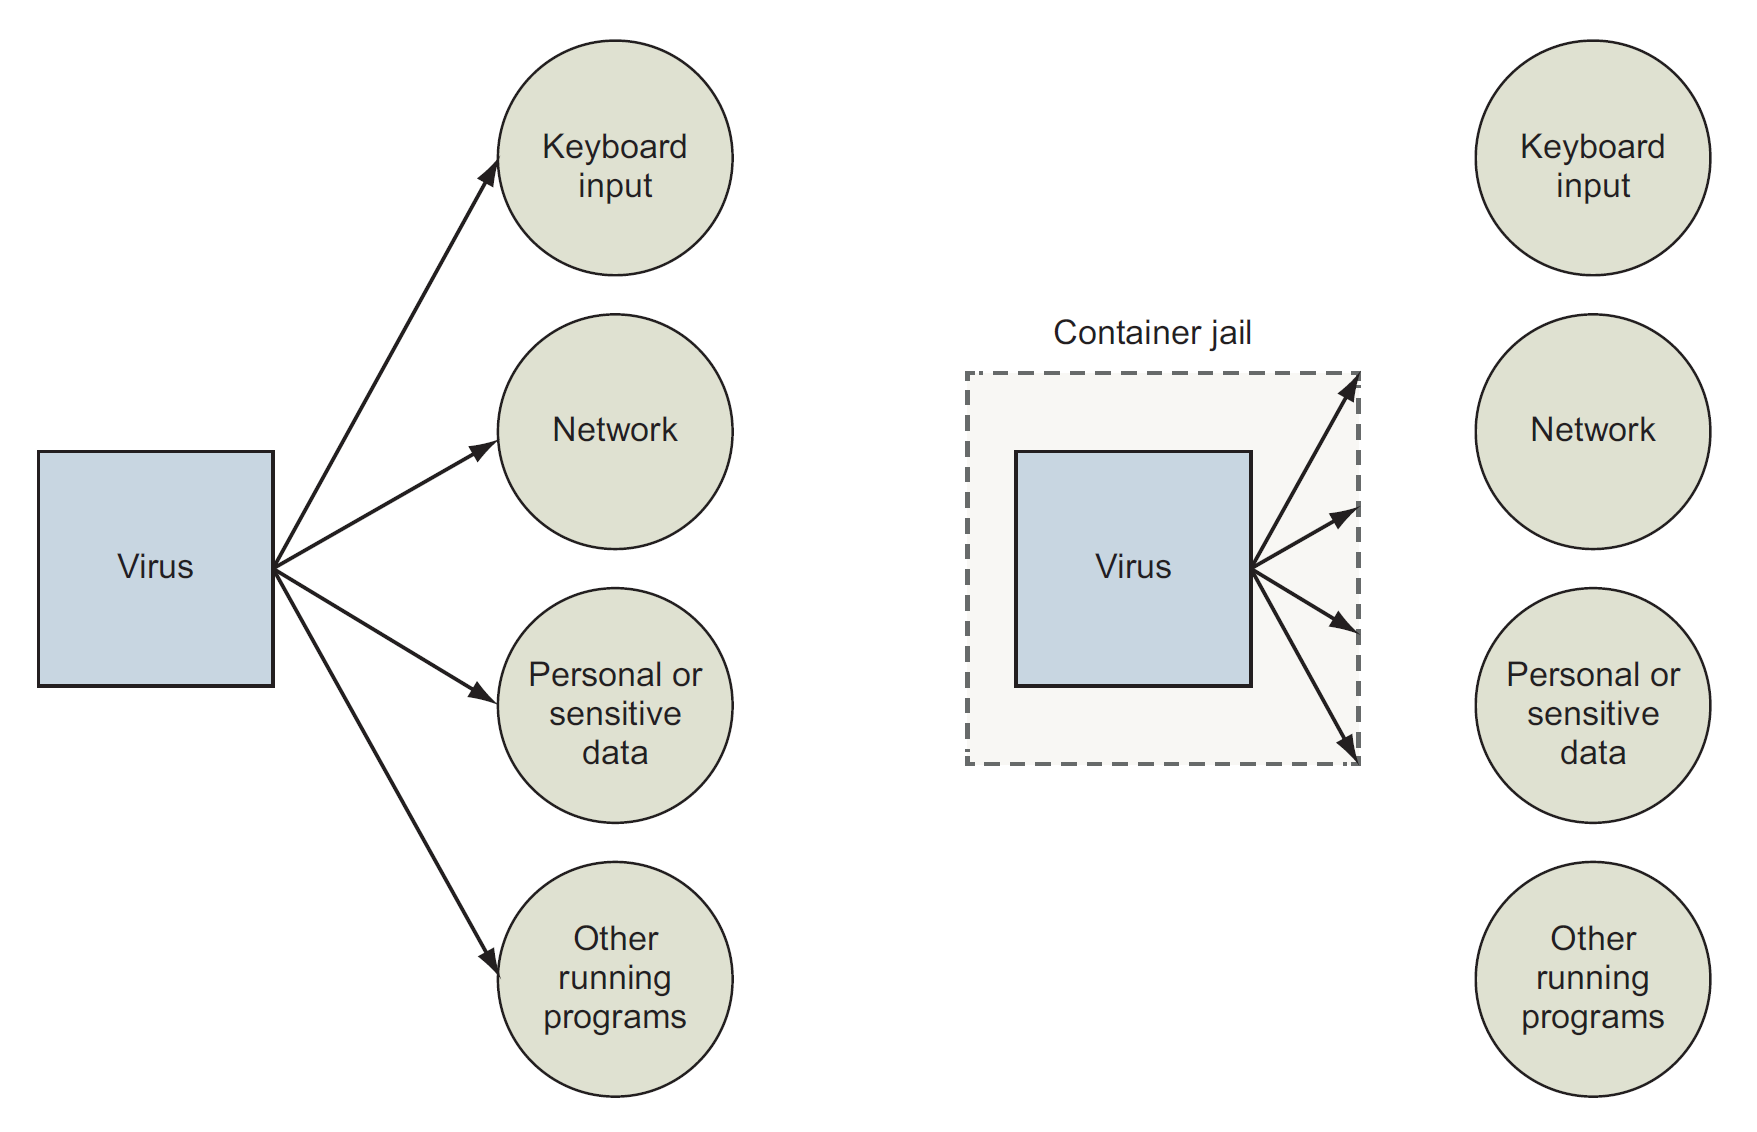 Keyboard
input
Network
Virus
Personal or
sensitive
data
Other
running
programs
Container jail
Virus
Keyboard
input
Network
Personal or
sensitive
data
Other
running
programs